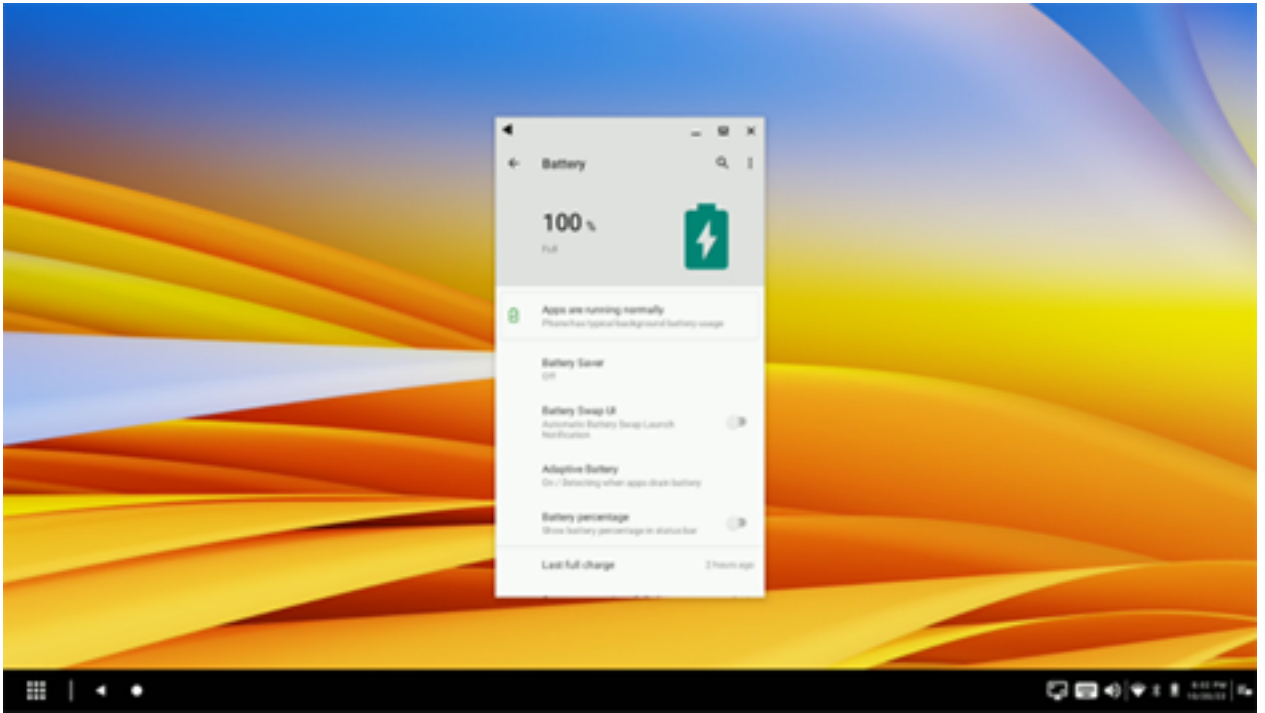 Battery
100 %
Full
Apps are running normally
Phone has typical background battery usage
Battery Saver
Off
Battery Swap UI
Automatic Battery Swap Launch
Notification
Adaptive Battery
On / Detecting when apps drain battery
Battery percentage
Show battery percentage in status bar
Last full charge
2 hours ago